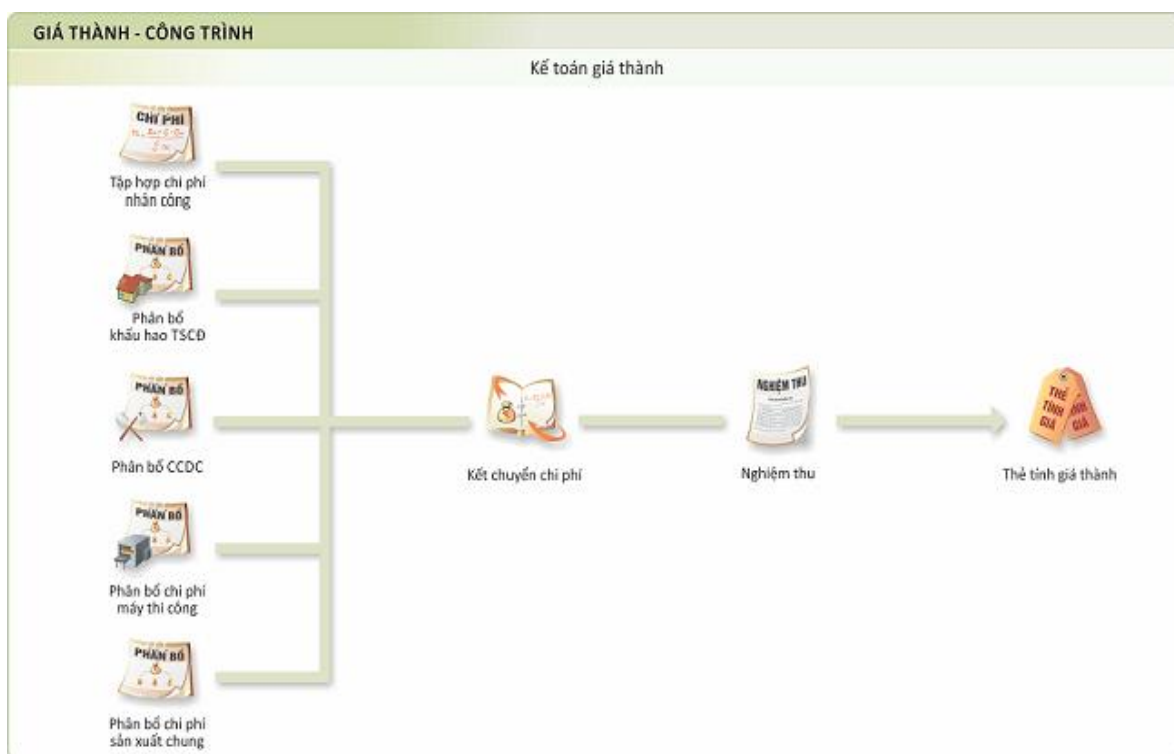 GIÁ THÀNH - CÔNG TRÌNH
Kế toán giá thành
CHI PHÍ
Tập hợp chi phí
nhân công
PHÂN BỔ
Phân bổ
khấu hao TSCĐ
PHÂN BỔ
Phân bổ CCDC
Kết chuyển chi phí
NGHIỆM THU
Nghiệm thu
THẺ
TÍNH
GIÁ
Thẻ tính giá thành
PHÂN BỔ
Phân bổ chi phí
máy thi công
PHÂN BỔ
Phân bổ chi phí
sản xuất chung